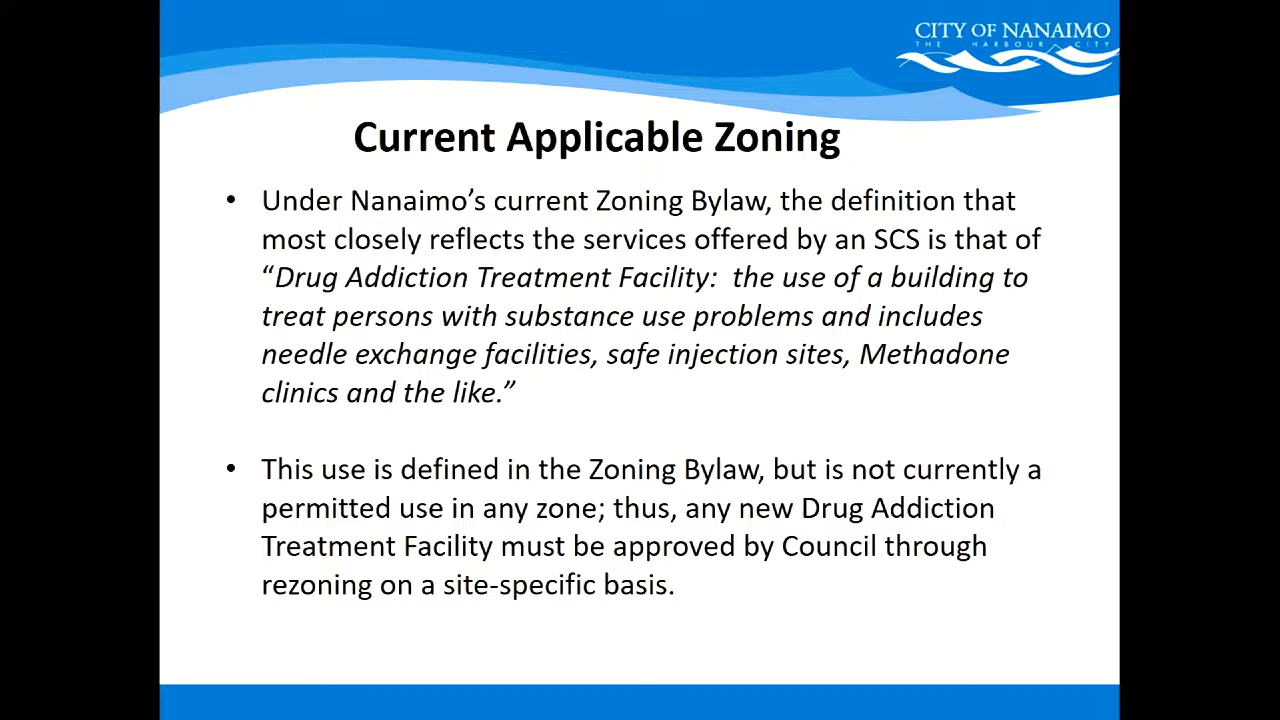 CITY OF NANAIMO
THE HARBOUR CITY
Current Applicable Zoning
• Under Nanaimo’s current Zoning Bylaw, the definition that
most closely reflects the services offered by an SCS is that of
“Drug Addiction Treatment Facility:  the use of a building to
treat persons with substance use problems and includes
needle exchange facilities, safe injection sites, Methadone
clinics and the like.”
• This use is defined in the Zoning Bylaw, but is not currently a
permitted use in any zone; thus, any new Drug Addiction
Treatment Facility must be approved by Council through
rezoning on a site-specific basis.